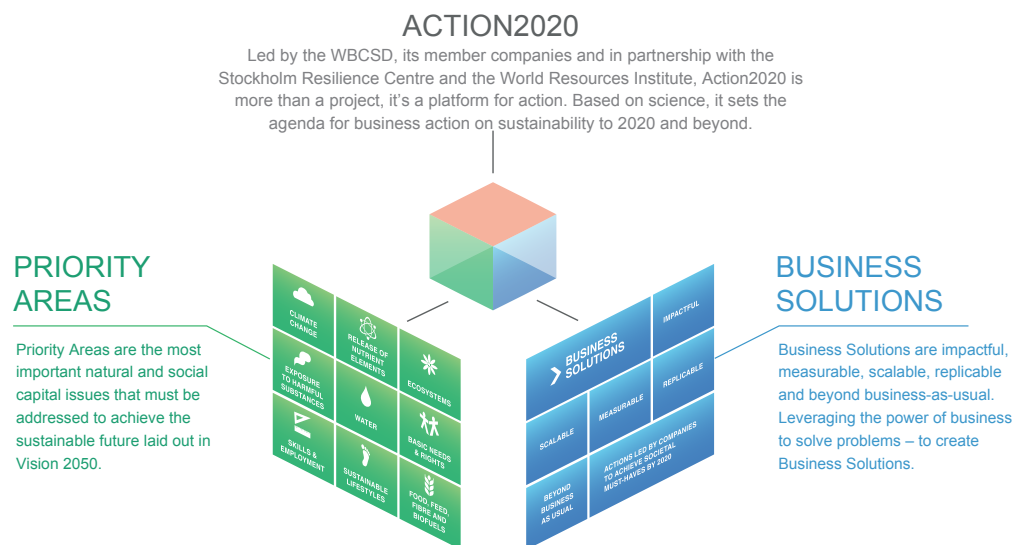 ACTION2020
Led by the WBCSD, its member companies and in partnership with the
Stockholm Resilience Centre and the World Resources Institute, Action2020 is
more than a project, it’s a platform for action. Based on science, it sets the
agenda for business action on sustainability to 2020 and beyond.
PRIORITY
AREAS
Priority Areas are the most
important natural and social
capital issues that must be
addressed to achieve the
sustainable future laid out in
Vision 2050.
CLIMATE
CHANGE
RELEASE OF
NUTRIENT
ELEMENTS
ECOSYSTEMS
EXPOSURE
TO HARMFUL
SUBSTANCES
WATER
BASIC NEEDS
& RIGHTS
SKILLS &
EMPLOYMENT
SUSTAINABLE
LIFESTYLES
FOOD, FEED,
FIBRE AND
BIOFUELS
BUSINESS
SOLUTIONS
IMPACTFUL
SCALABLE
MEASURABLE
REPLICABLE
BEYOND
BUSINESS
AS USUAL
ACTIONS LED BY COMPANIES
TO ACHIEVE SOCIETAL
MUST-HAVES BY 2020
BUSINESS
SOLUTIONS
Business Solutions are impactful,
measurable, scalable, replicable
and beyond business-as-usual.
Leveraging the power of business
to solve problems – to create
Business Solutions.